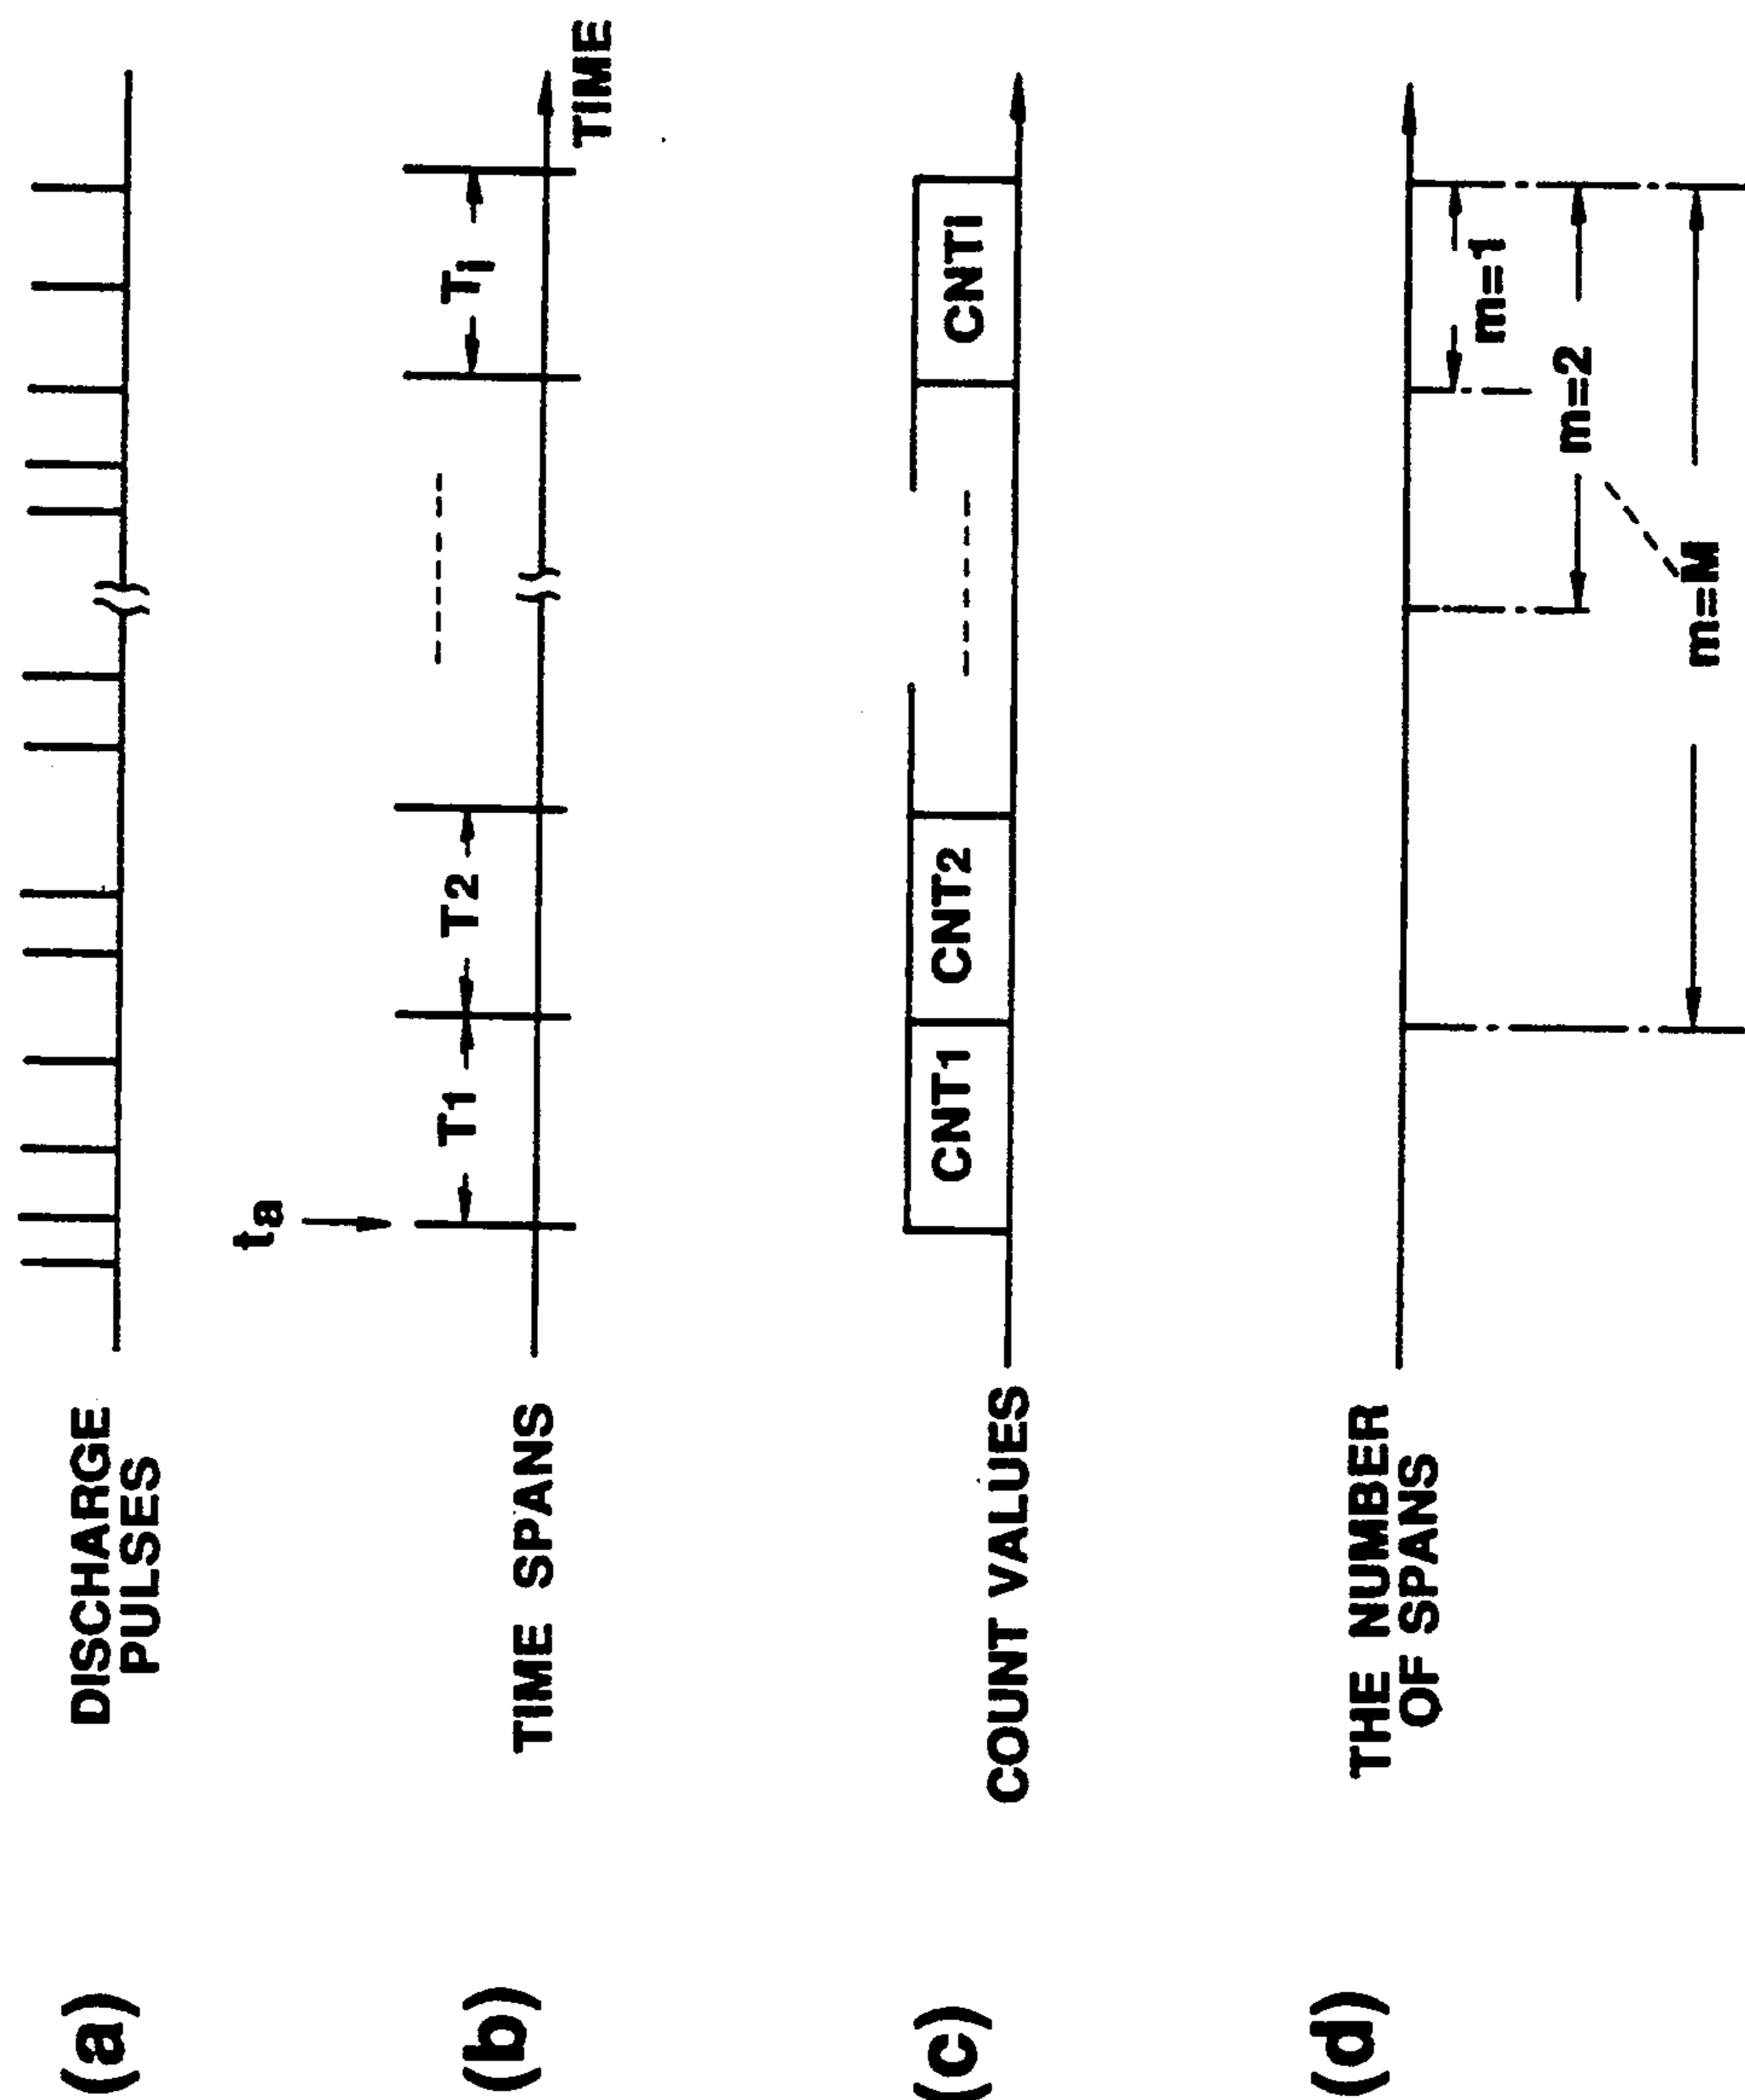 (a)
DISCHARGE
PULSES
(b)
TIME SPANS
ta
T1
T2
Ti
TIME
(c)
COUNT VALUES
CNT1
CNT2
CNTi
(d)
THE NUMBER
OF SPANS
m=1
m=2
m=M